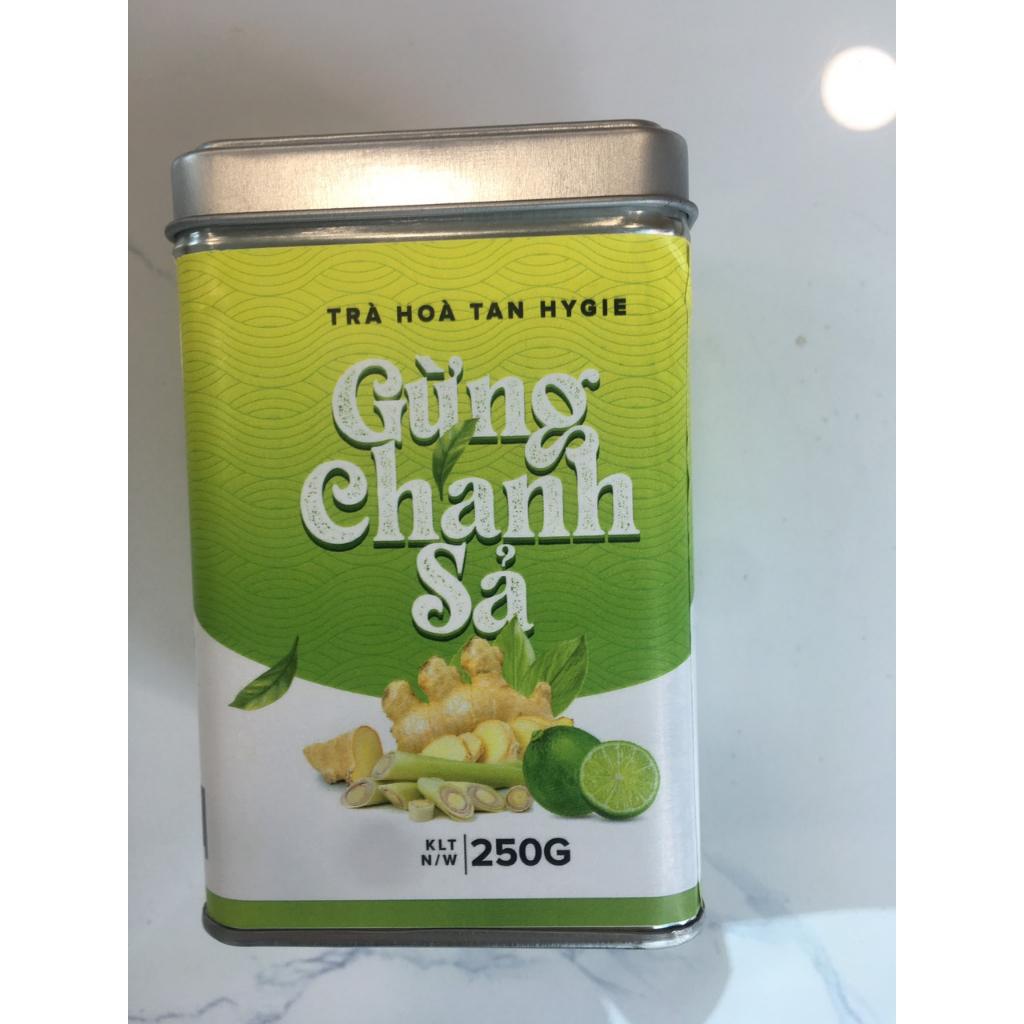 TRÀ HOÀ TAN HYGIE
Gừng
Chanh
Sả
KLT
N/W
250G